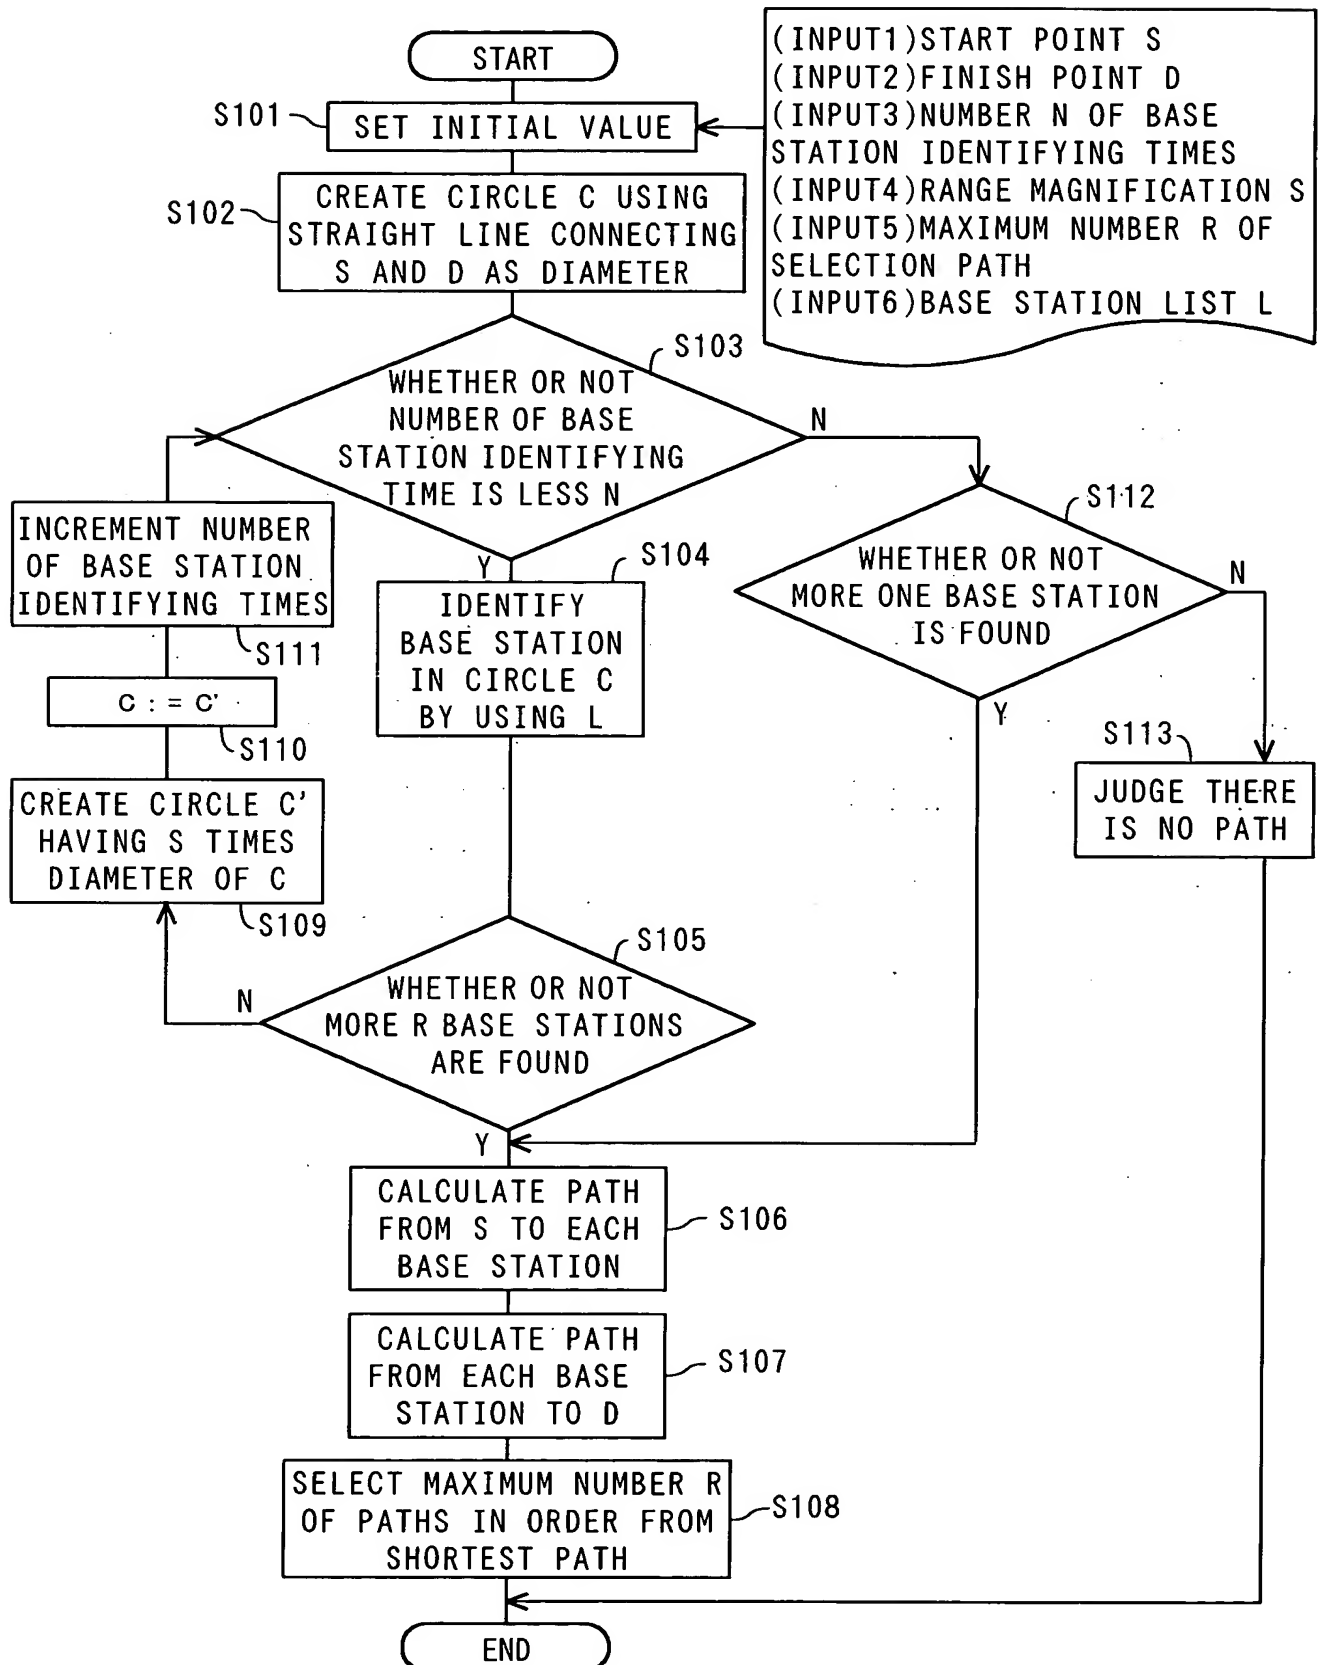 START
(INPUT1)START POINT S
(INPUT2)FINISH POINT D
(INPUT3)NUMBER N OF BASE
STATION IDENTIFYING TIMES
(INPUT4)RANGE MAGNIFICATION S
(INPUT5)MAXIMUM NUMBER R OF
SELECTION PATH
(INPUT6)BASE STATION LIST L
S101
SET INITIAL VALUE
S102
CREATE CIRCLE C USING
STRAIGHT LINE CONNECTING
S AND D AS DIAMETER
S103
WHETHER OR NOT
NUMBER OF BASE
STATION IDENTIFYING
TIME IS LESS N
N
Y
S104
IDENTIFY
BASE STATION
IN CIRCLE C
BY USING L
INCREMENT NUMBER
OF BASE STATION
IDENTIFYING TIMES
S111
C := C'
S110
CREATE CIRCLE C'
HAVING S TIMES
DIAMETER OF C
S109
S112
WHETHER OR NOT
MORE ONE BASE STATION
IS FOUND
N
Y
S113
JUDGE THERE
IS NO PATH
S105
WHETHER OR NOT
MORE R BASE STATIONS
ARE FOUND
N
Y
CALCULATE PATH
FROM S TO EACH
BASE STATION
S106
CALCULATE PATH
FROM EACH BASE
STATION TO D
S107
SELECT MAXIMUM NUMBER R
OF PATHS IN ORDER FROM
SHORTEST PATH
S108
END